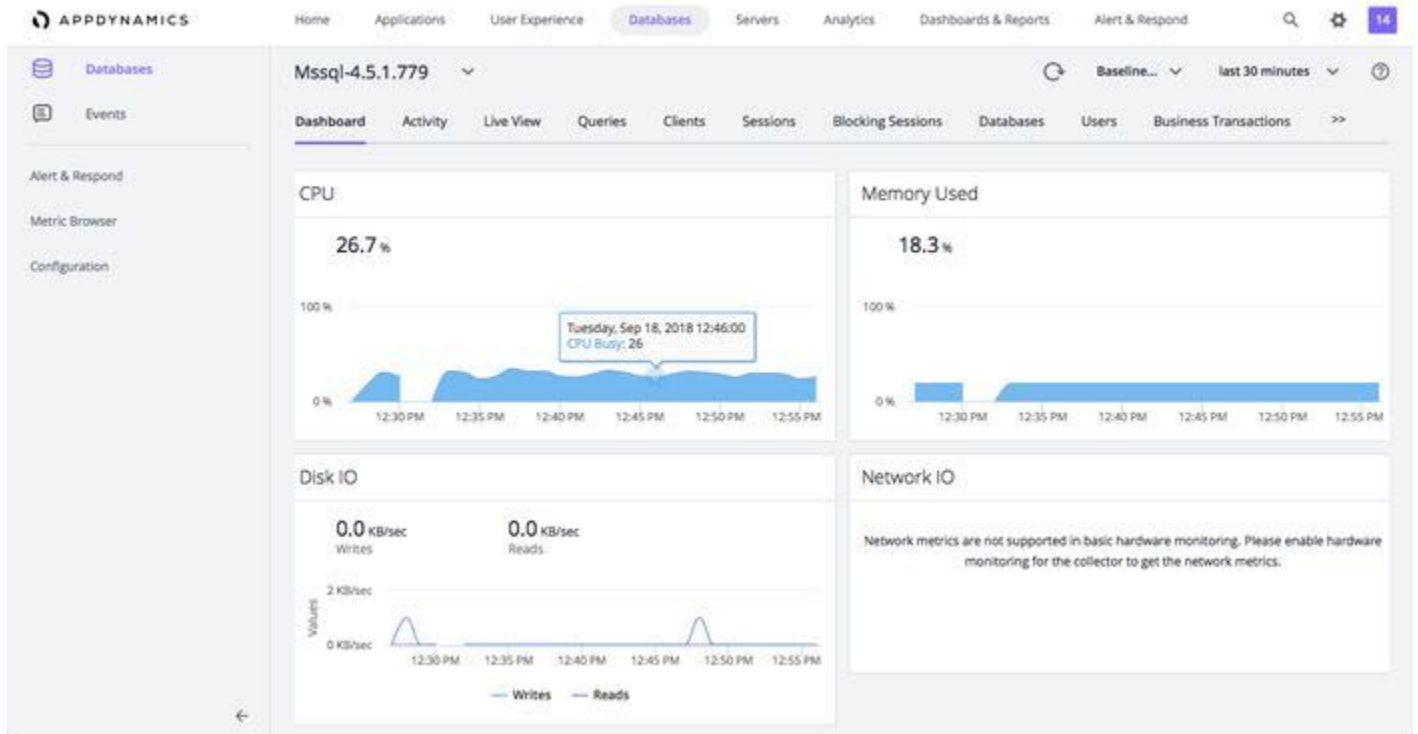 APPDYNAMICS
Home Applications User Experience Databases Servers Analytics Dashboards & Reports Alert & Respond 14
Databases
Events
Alert & Respond
Metric Browser
Configuration
Mssql-4.5.1.779 Baseline... last 30 minutes
Dashboard Activity Live View Queries Clients Sessions Blocking Sessions Databases Users Business Transactions >>
CPU
26.7 %
100 %
Tuesday, Sep 18, 2018 12:46:00
CPU Busy: 26
0 %
12:30 PM 12:35 PM 12:40 PM 12:45 PM 12:50 PM 12:55 PM
Memory Used
18.3 %
100 %
0 %
12:30 PM 12:35 PM 12:40 PM 12:45 PM 12:50 PM 12:55 PM
Disk IO
0.0 KB/sec 0.0 KB/sec
Writes Reads
2 KB/sec
Values
0 KB/sec
12:30 PM 12:35 PM 12:40 PM 12:45 PM 12:50 PM 12:55 PM
Writes Reads
Network IO
Network metrics are not supported in basic hardware monitoring. Please enable hardware
monitoring for the collector to get the network metrics.